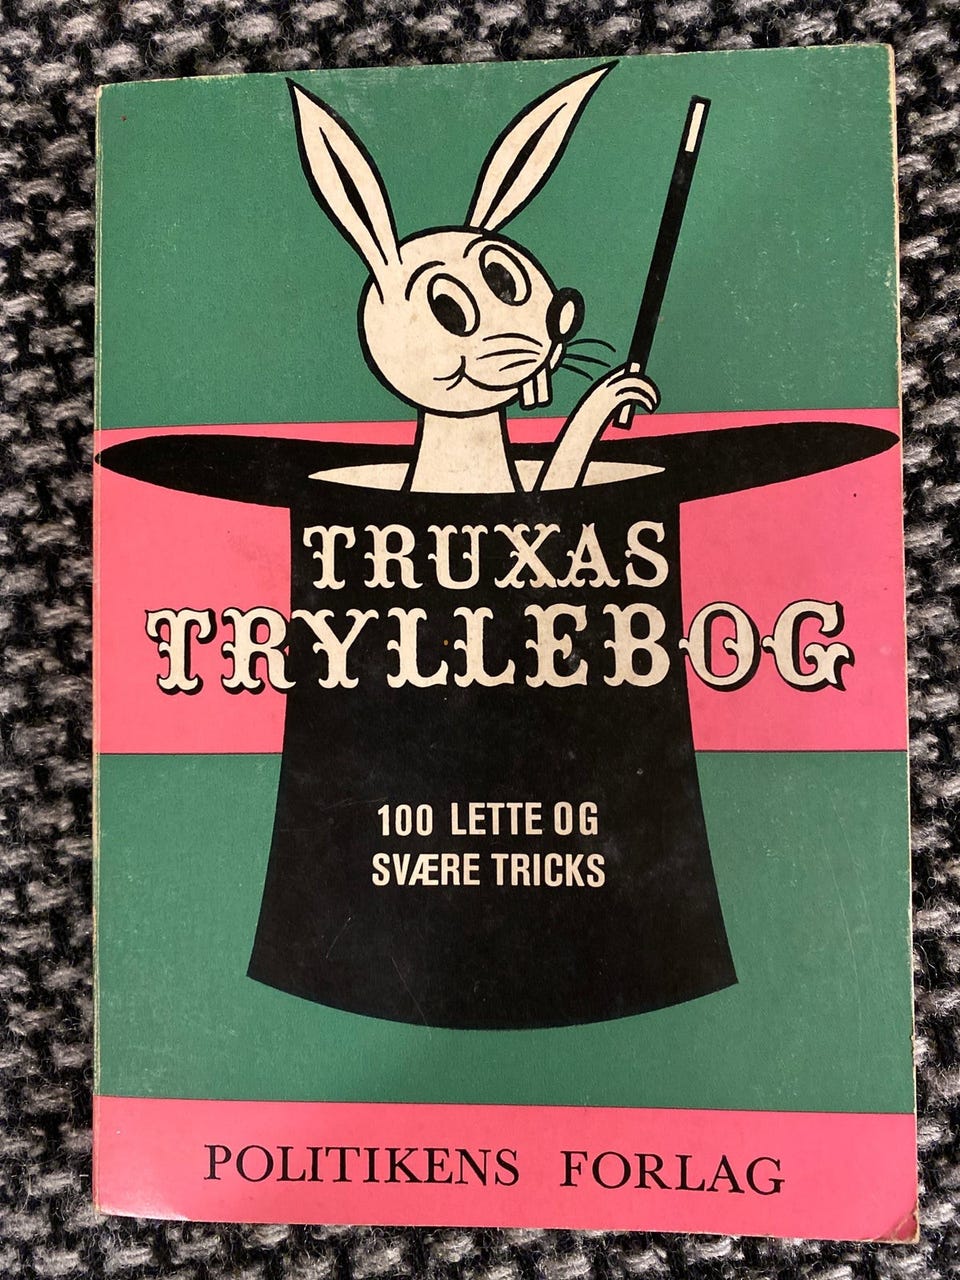 TRUXAS
TRYLLEBOG
100 LETTE OG
SVÆRE TRICKS
POLITIKENS FORLAG